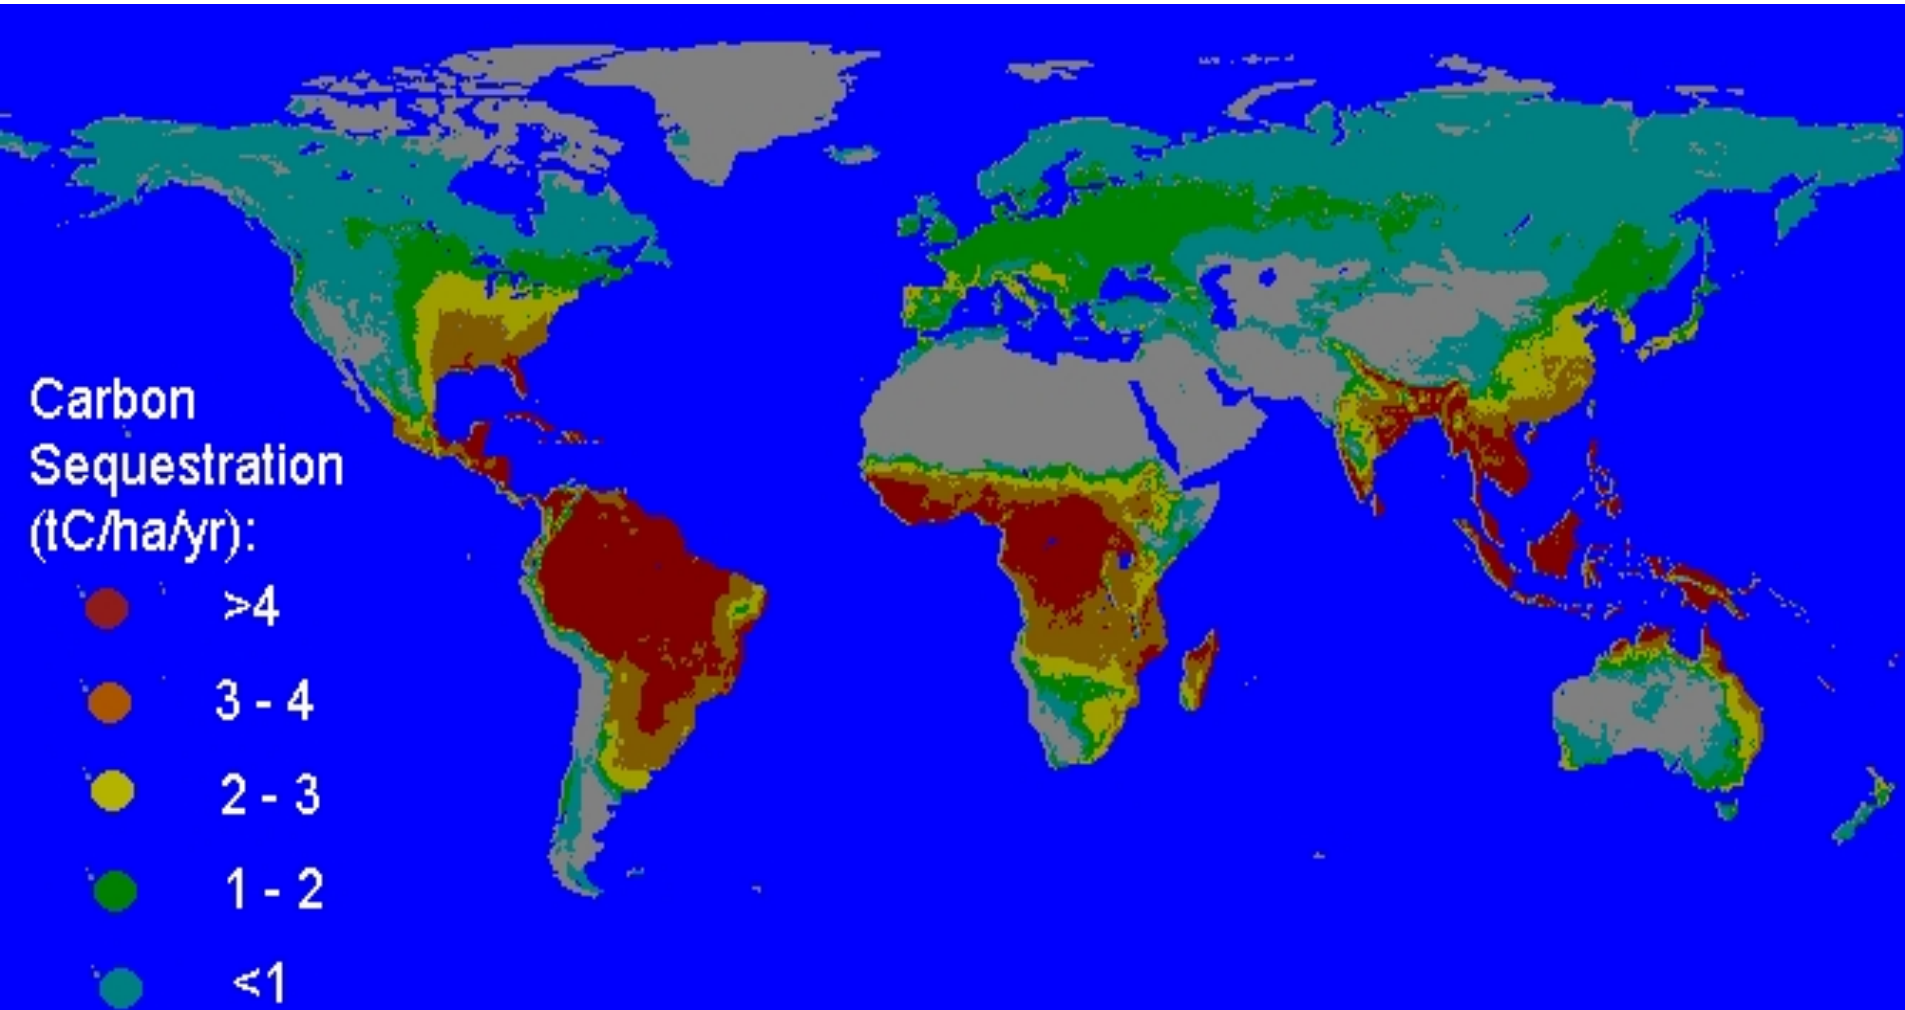 Carbon
Sequestration
(tC/ha/yr):
>4
3 - 4
2 - 3
1 - 2
<1